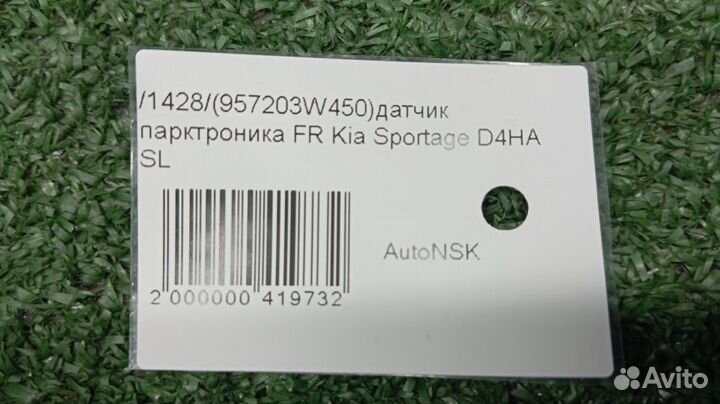 /1428/(957203W450)датчик
парктроника FR Kia Sportage D4HA
SL
AutoNSK
2 000000 419732
Avito